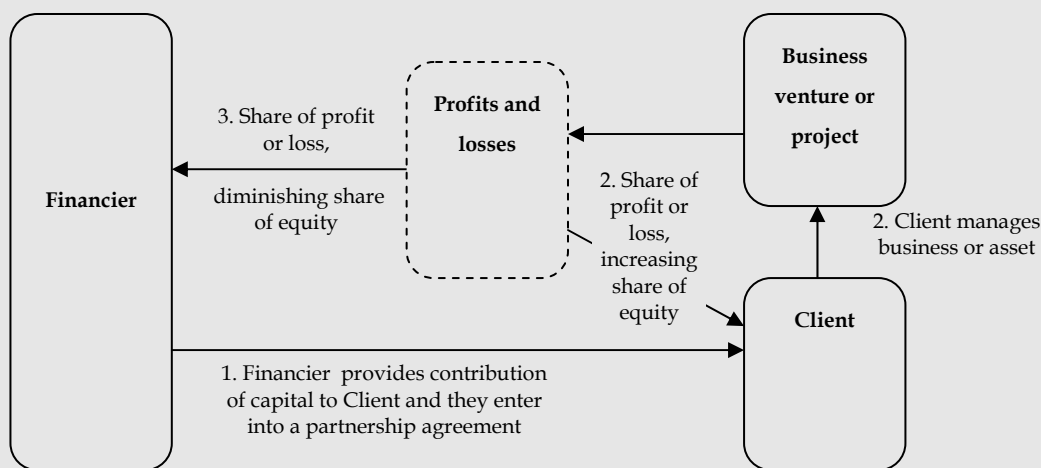 Financier
3. Share of profit
or loss,
diminishing share
of equity
Profits and
losses
Business
venture or
project
2. Share of
profit or
loss,
increasing
share of
equity
2. Client manages
business or asset
Client
1. Financier provides contribution
of capital to Client and they enter
into a partnership agreement